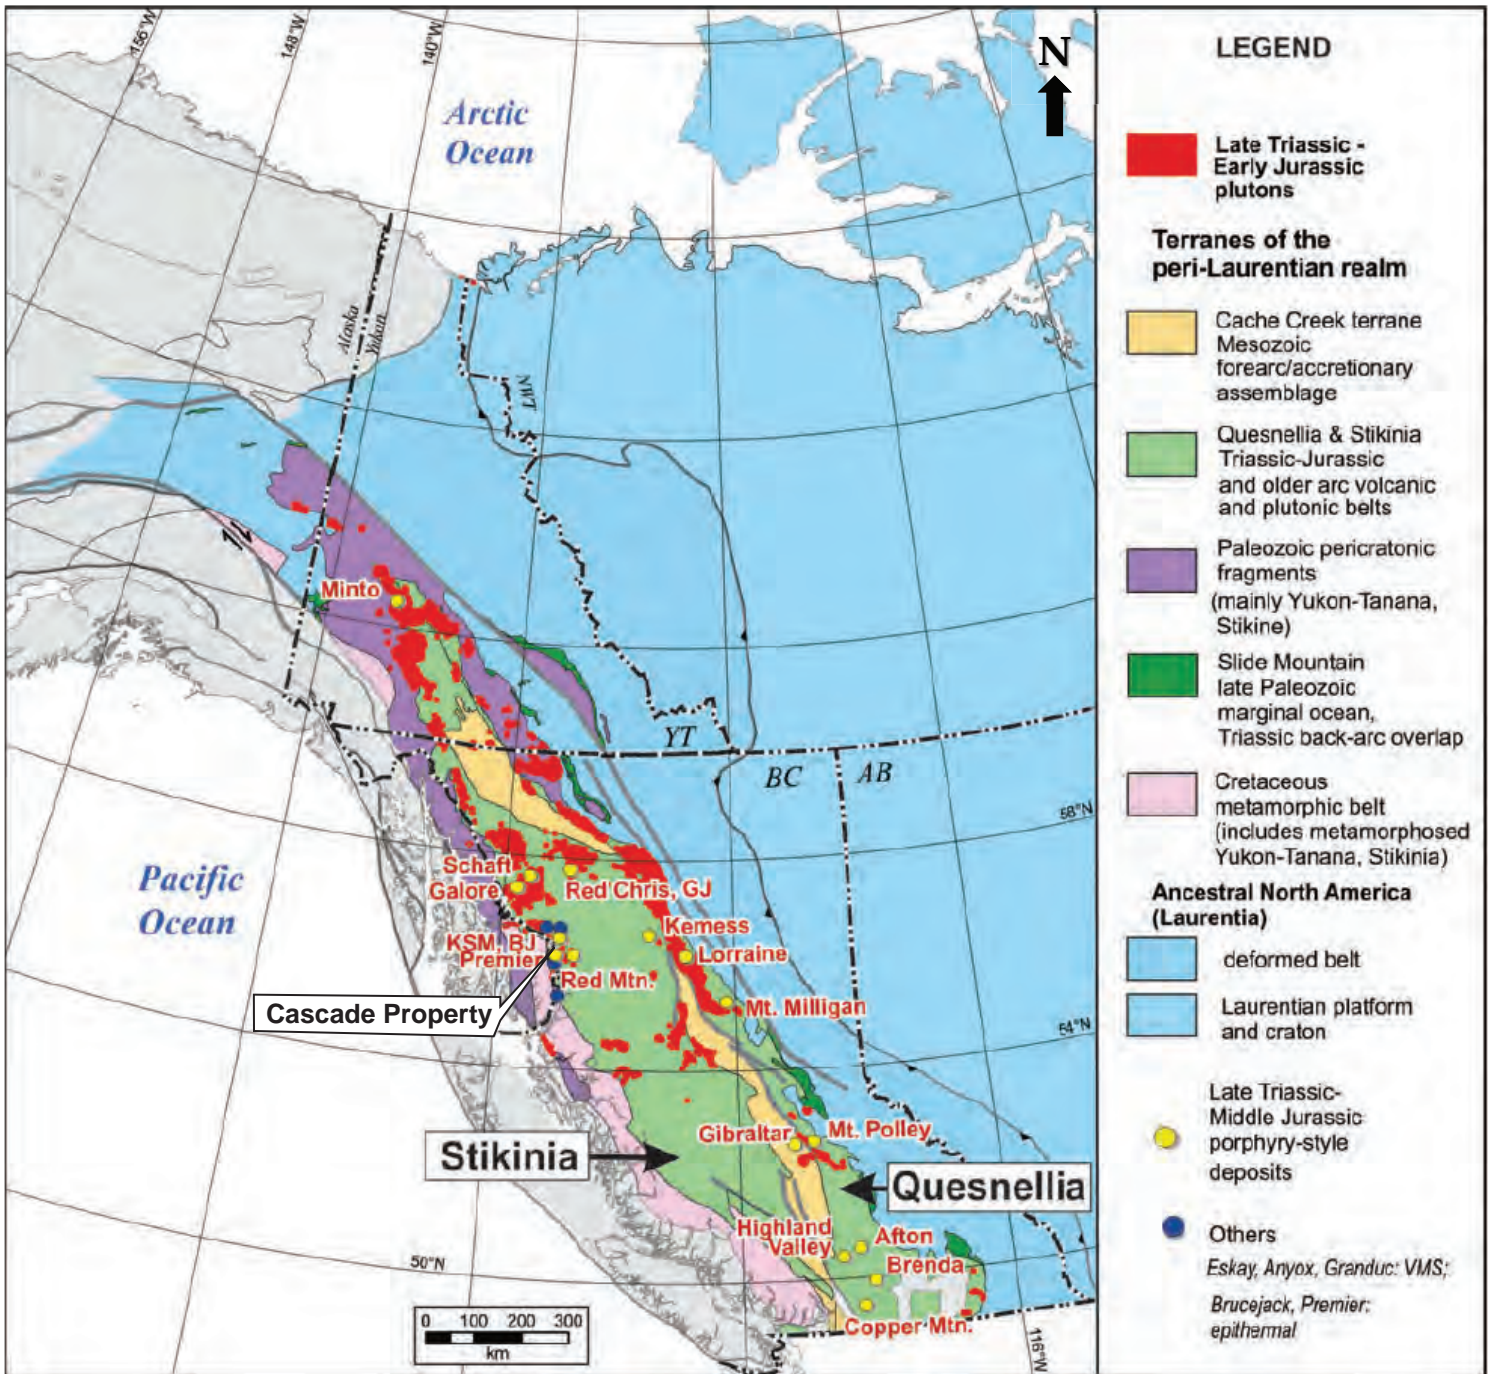 156°W
148°W
140°W
Arctic
Ocean
N
Alaska
Yukon
NWT
Minto
YT
BC
AB
58°N
Pacific
Ocean
Schaft
Galore
Red Chris, GJ
KSM, BJ
Premier
Kemess
Lorraine
Red Mtn.
Cascade Property
Mt. Milligan
54°N
Gibraltar
Mt. Polley
Stikinia
Quesnellia
Highland
Valley
Afton
Brenda
50°N
Copper Mtn.
0 100 200 300
km
116°W
LEGEND
Late Triassic -
Early Jurassic
plutons
Terranes of the
peri-Laurentian realm
Cache Creek terrane
Mesozoic
forearc/accretionary
assemblage
Quesnellia & Stikinia
Triassic-Jurassic
and older arc volcanic
and plutonic belts
Paleozoic pericratonic
fragments
(mainly Yukon-Tanana,
Stikine)
Slide Mountain
late Paleozoic
marginal ocean,
Triassic back-arc overlap
Cretaceous
metamorphic belt
(includes metamorphosed
Yukon-Tanana, Stikinia)
Ancestral North America
(Laurentia)
deformed belt
Laurentian platform
and craton
Late Triassic-
Middle Jurassic
porphyry-style
deposits
Others
Eskay, Anyox, Granduc: VMS;
Brucejack, Premier:
epithermal